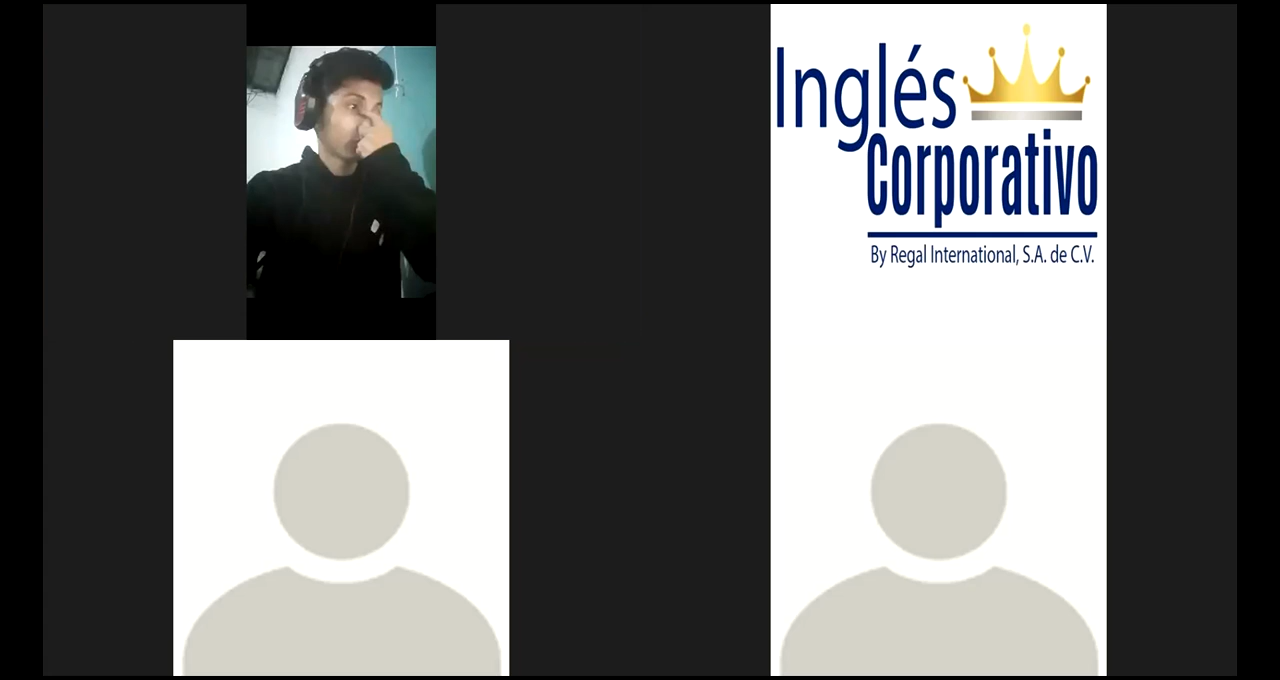 Inglés
Corporativo
By Regal International, S.A. de C.V.